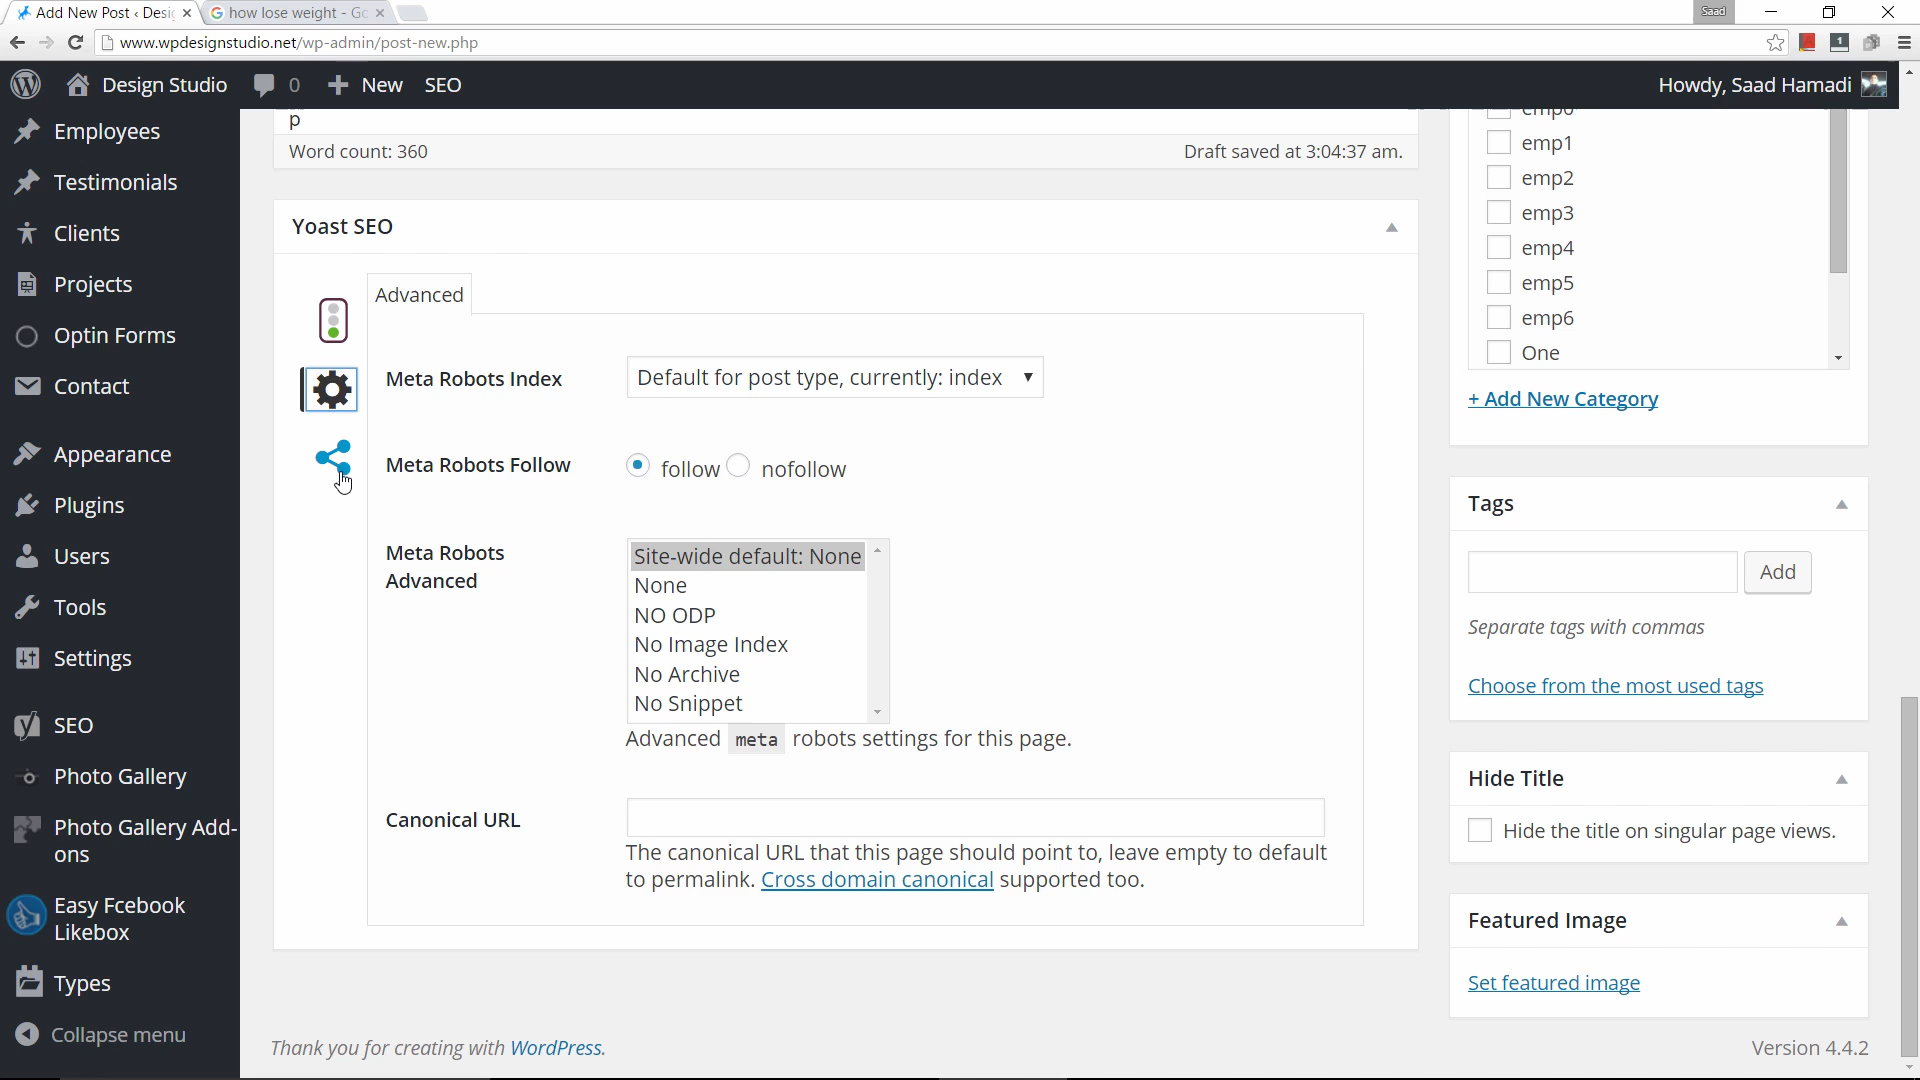 Add New Post ‹ Desi
how lose weight - Go
Saad
www.wpdesignstudio.net/wp-admin/post-new.php
1
Design Studio
0
New
SEO
Howdy, Saad Hamadi
Employees
Testimonials
Clients
Projects
Optin Forms
Contact
Appearance
Plugins
Users
Tools
Settings
SEO
Photo Gallery
Photo Gallery Add-
ons
Easy Fcebook
Likebox
Types
Collapse menu
p
Word count: 360
Draft saved at 3:04:37 am.
Yoast SEO
Advanced
Meta Robots Index
Default for post type, currently: index
Meta Robots Follow
follow
nofollow
Meta Robots
Advanced
Site-wide default: None
None
NO ODP
No Image Index
No Archive
No Snippet
Advanced meta robots settings for this page.
Canonical URL
The canonical URL that this page should point to, leave empty to default
to permalink. Cross domain canonical supported too.
emp1
emp2
emp3
emp4
emp5
emp6
One
+ Add New Category
Tags
Add
Separate tags with commas
Choose from the most used tags
Hide Title
Hide the title on singular page views.
Featured Image
Set featured image
Thank you for creating with WordPress.
Version 4.4.2